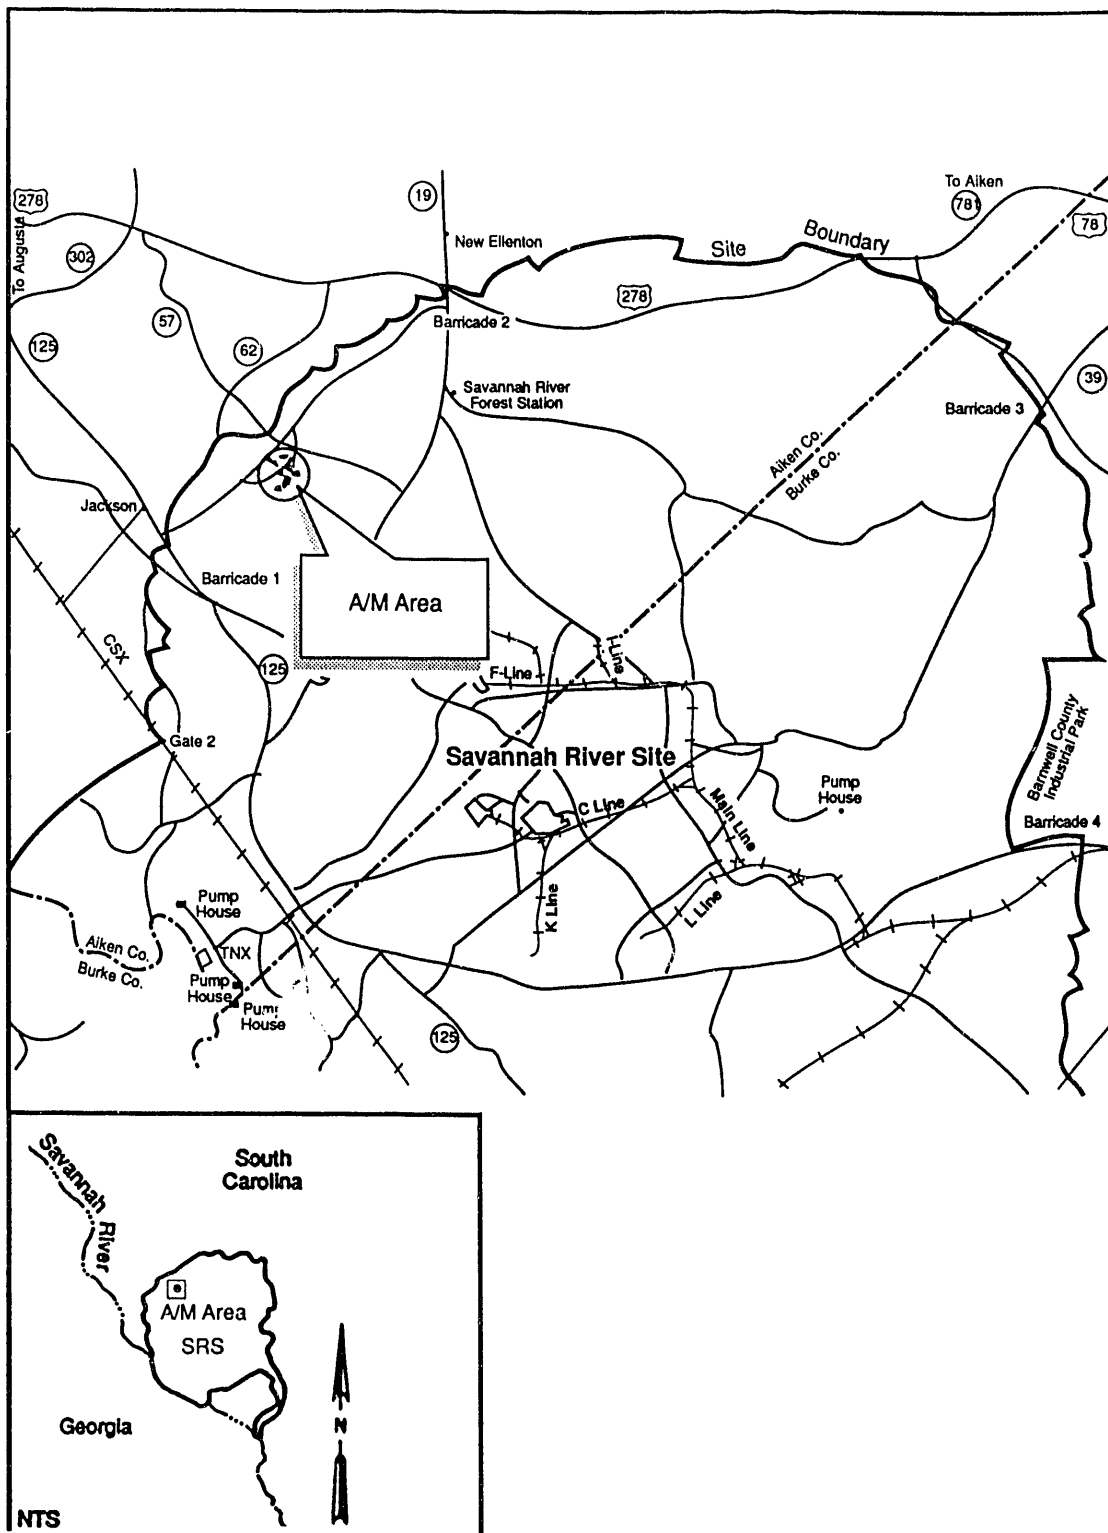 278
To Augusta
302
57
125
62
19
New Ellenton
Barricade 2
Savannah River
Forest Station
Site
Boundary
278
To Aiken
781
78
39
Barricade 3
Aiken Co.
Burke Co.
Jackson
Barricade 1
A/M Area
CSX
125
F-Line
I-Line
Gate 2
Savannah River Site
C Line
Main Line
Pump
House
Barnwell County
Industrial Park
Barricade 4
K Line
L Line
Pump
House
Aiken Co.
Burke Co.
TNX
Pump
House
Pump
House
125
Savannah
River
South
Carolina
A/M Area
SRS
Georgia
N
NTS